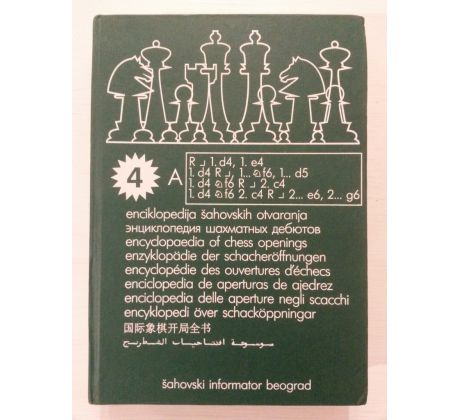 4 A
R ┘ 1. d4, 1. e4
1. d4 R ┘, 1... ♘f6, 1... d5
1. d4 ♘f6 R ┘ 2. c4
1. d4 ♘f6 2. c4 R ┘ 2... e6, 2... g6
enciklopedija šahovskih otvaranja
энциклопедия шахматных дебютов
encyclopaedia of chess openings
enzyklopädie der schacheröffnungen
encyclopédie des ouvertures d'échecs
enciclopedia de aperturas de ajedrez
enciclopedia delle aperture negli scacchi
encyklopedi över schacköppningar
国际象棋开局全书
موسوعة افتتاحيات الشطرنج
šahovski informator beograd